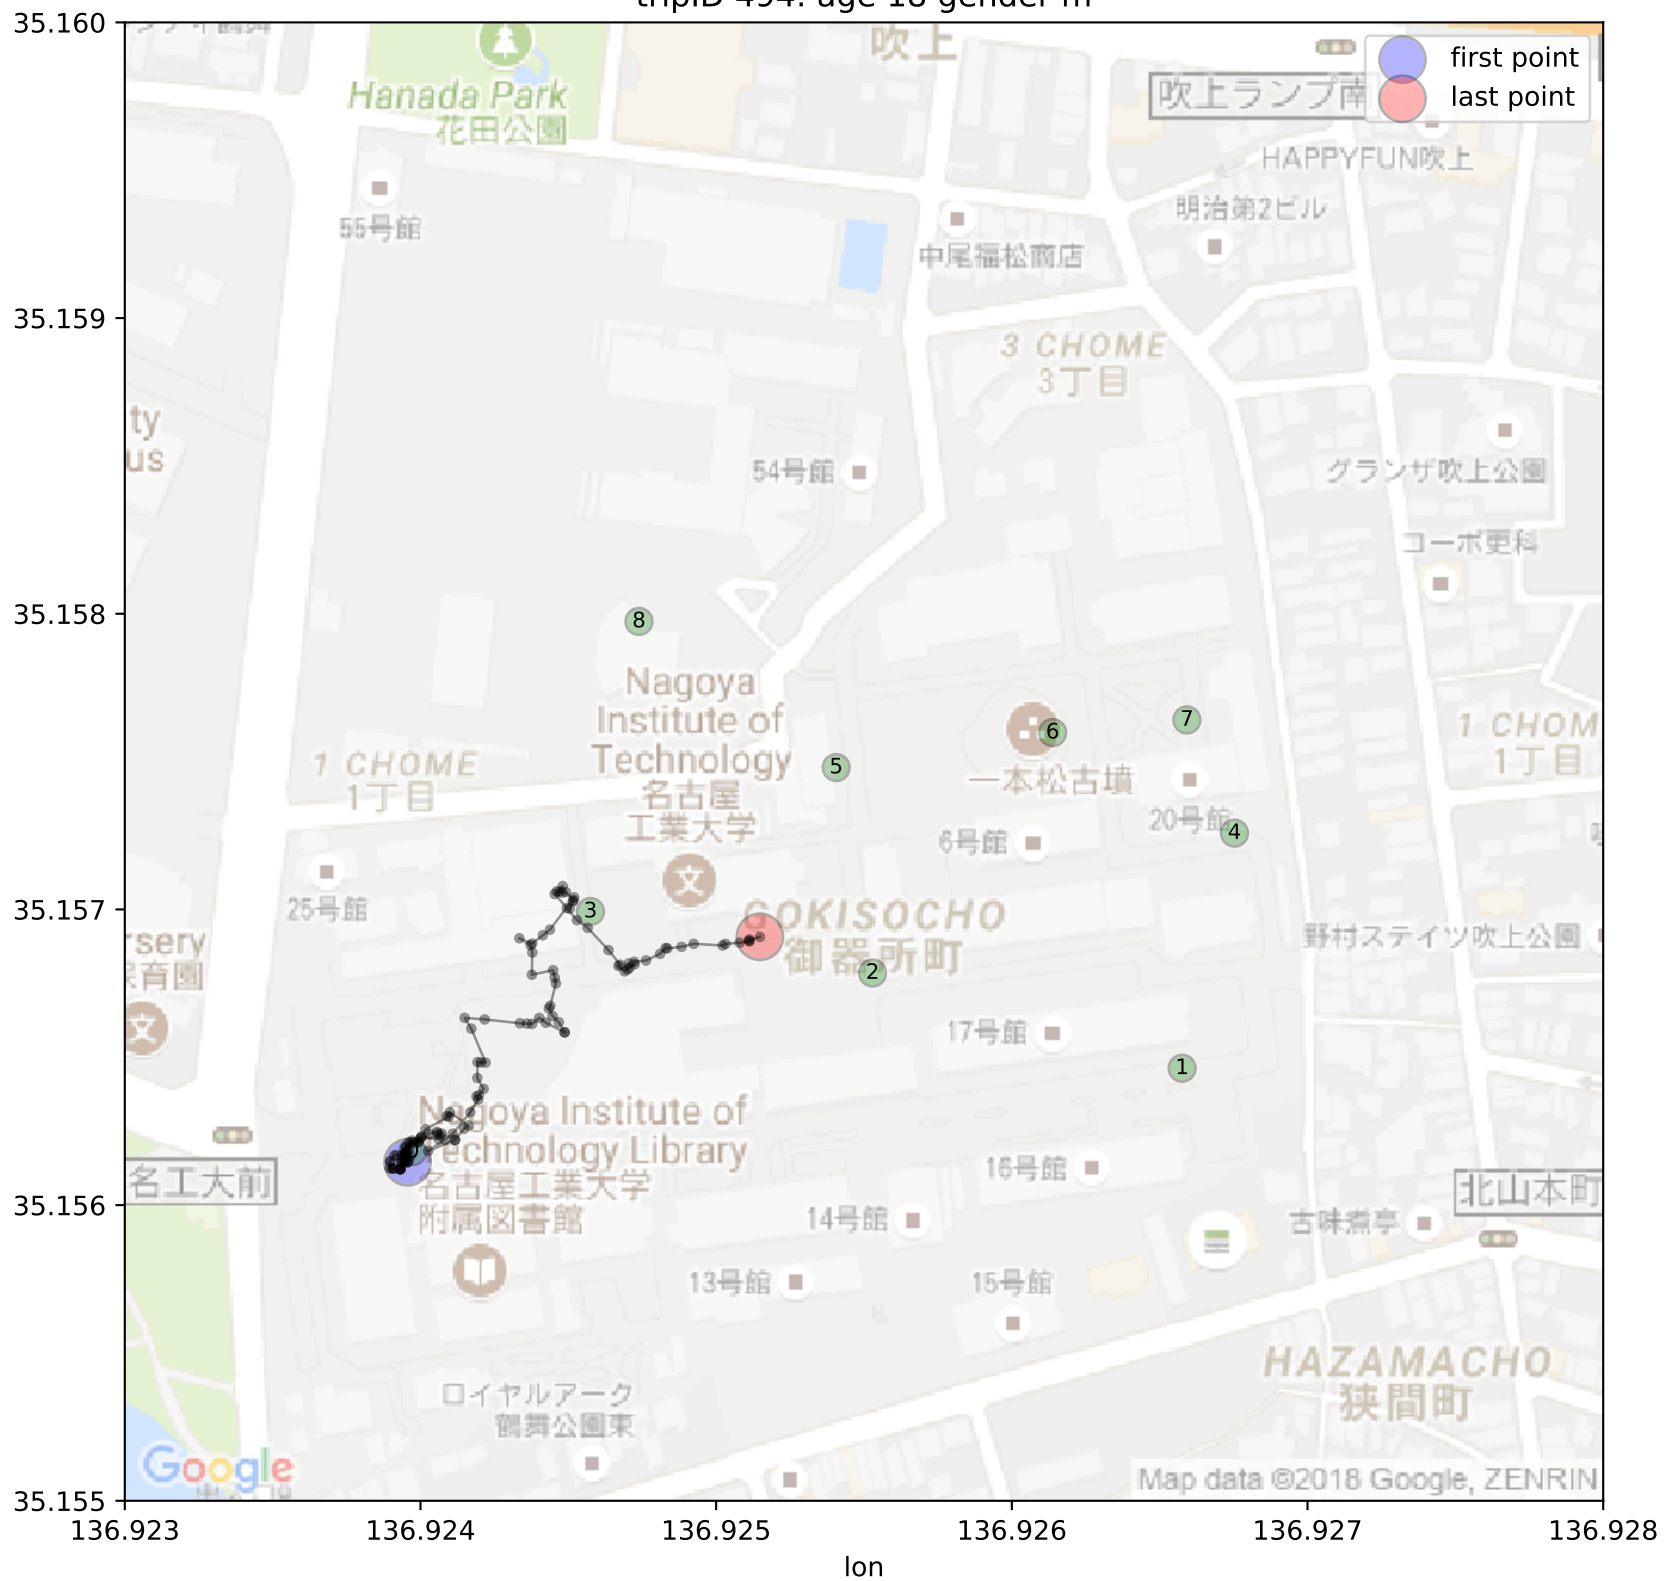 35.160
吹上
first point
last point
Hanada Park
花田公園
吹上ランプ南
HAPPYFUN吹上
55号館
明治第2ビル
中尾福松商店
35.159
3 CHOME
3丁目
ty
us
54号館
グランザ吹上公園
コーポ更科
35.158
8
Nagoya
Institute of
Technology
名古屋
工業大学
7
6
5
1 CHOM
1丁目
1 CHOME
1丁目
一本松古墳
20号館
4
6号館
25号館
35.157
3
GOKISOCHO
御器所町
野村ステイツ吹上公園
rsery
保育園
2
17号館
1
Nagoya Institute of
Technology Library
名古屋工業大学
附属図書館
0
名工大前
16号館
北山本町
35.156
14号館
古味煮亭
13号館
15号館
HAZAMACHO
狭間町
ロイヤルアーク
鶴舞公園東
Google
Map data ©2018 Google, ZENRIN
35.155
136.923
136.924
136.925
136.926
136.927
136.928
lon